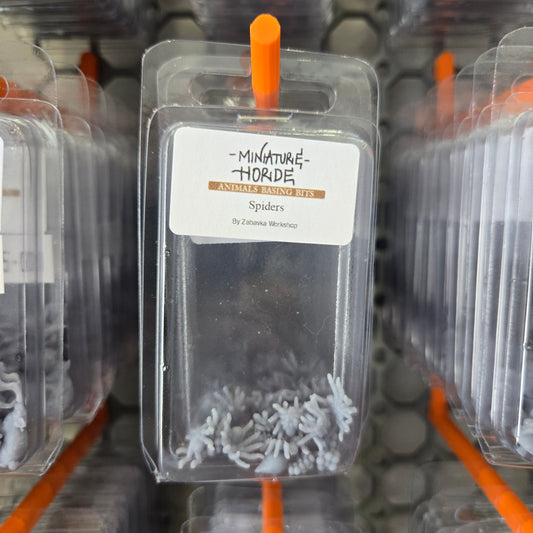 -MINIATURE-
HORDE
ANIMALS BASING BITS
Spiders
By Zabavka Workshop